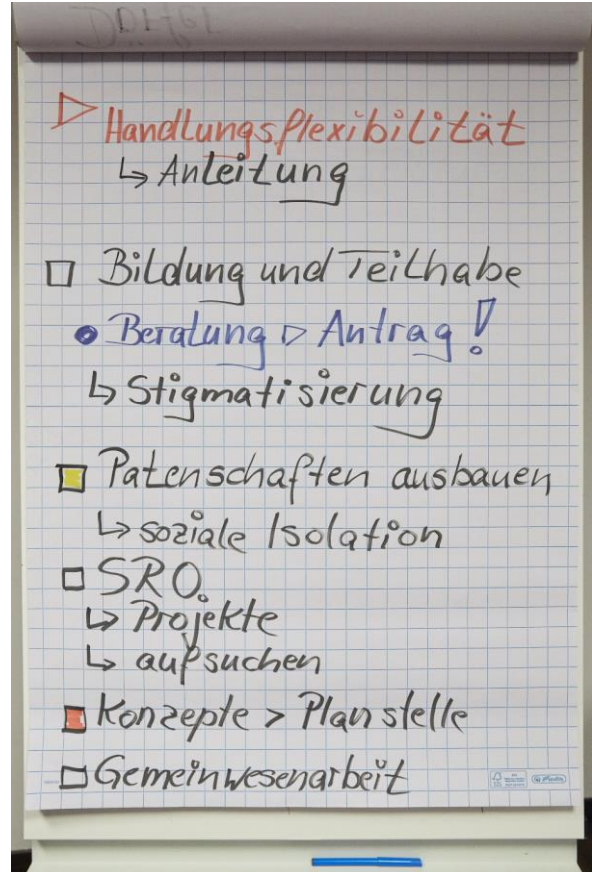 ▷ Handlungsflexibilität
↳ Anleitung
□ Bildung und Teilhabe
• Beratung ▷ Antrag!
↳ Stigmatisierung
□ Patenschaften ausbauen
↳ soziale Isolation
□ SRO.
↳ Projekte
↳ aufsuchen
□ Konzepte > Planstelle
□ Gemeinwesenarbeit